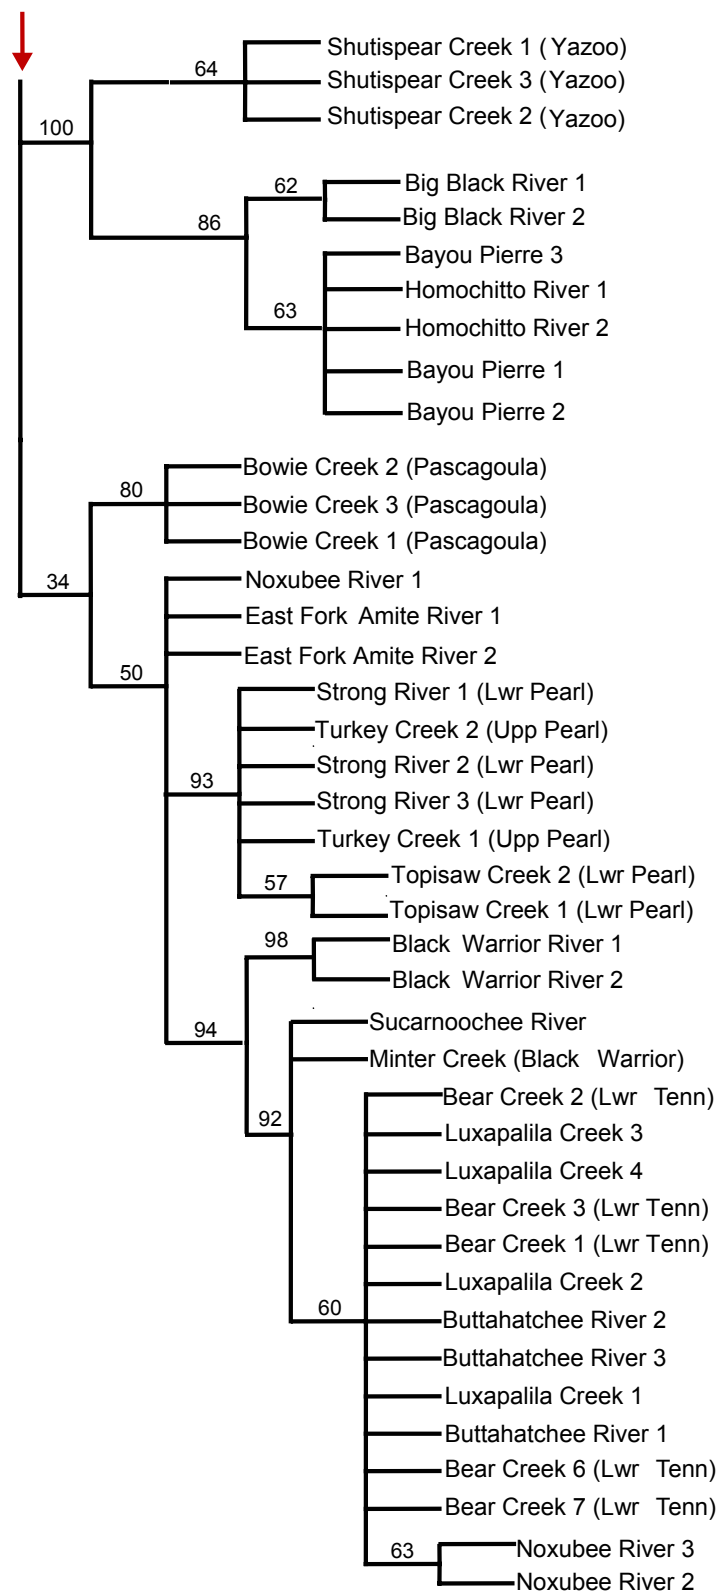 Shutispear Creek 1 (Yazoo)
64
Shutispear Creek 3 (Yazoo)
Shutispear Creek 2 (Yazoo)
100
Big Black River 1
62
Big Black River 2
86
Bayou Pierre 3
Homochitto River 1
63
Homochitto River 2
Bayou Pierre 1
Bayou Pierre 2
Bowie Creek 2 (Pascagoula)
80
Bowie Creek 3 (Pascagoula)
Bowie Creek 1 (Pascagoula)
34
Noxubee River 1
East Fork Amite River 1
East Fork Amite River 2
50
Strong River 1 (Lwr Pearl)
Turkey Creek 2 (Upp Pearl)
Strong River 2 (Lwr Pearl)
93
Strong River 3 (Lwr Pearl)
Turkey Creek 1 (Upp Pearl)
Topisaw Creek 2 (Lwr Pearl)
57
Topisaw Creek 1 (Lwr Pearl)
98
Black Warrior River 1
Black Warrior River 2
Sucarnoochee River
94
Minter Creek (Black Warrior)
Bear Creek 2 (Lwr Tenn)
92
Luxapalila Creek 3
Luxapalila Creek 4
Bear Creek 3 (Lwr Tenn)
Bear Creek 1 (Lwr Tenn)
Luxapalila Creek 2
60
Buttahatchee River 2
Buttahatchee River 3
Luxapalila Creek 1
Buttahatchee River 1
Bear Creek 6 (Lwr Tenn)
Bear Creek 7 (Lwr Tenn)
63
Noxubee River 3
Noxubee River 2